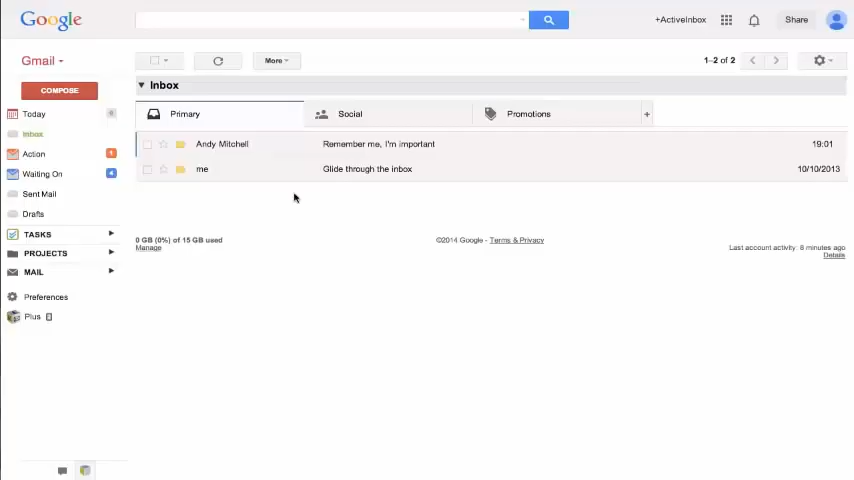 Google
+ActiveInbox
Share
Gmail
More
1–2 of 2
COMPOSE
Inbox
Today
Primary
Social
Promotions
+
Inbox
Action
1
Waiting On
4
Sent Mail
Drafts
TASKS
PROJECTS
MAIL
Preferences
Plus
Andy Mitchell
Remember me, I'm important
19:01
me
Glide through the inbox
10/10/2013
0 GB (0%) of 15 GB used
Manage
©2014 Google - Terms & Privacy
Last account activity: 8 minutes ago
Details